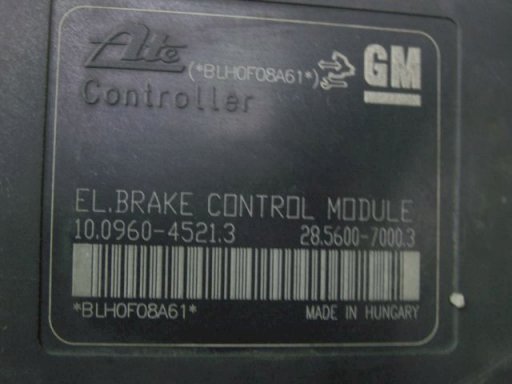 Ate (*BLH0F08A61*) GM
Controller
EL.BRAKE CONTROL MODULE
10.0960-4521.3 28.5600-7000.3
*BLH0F08A61* MADE IN HUNGARY